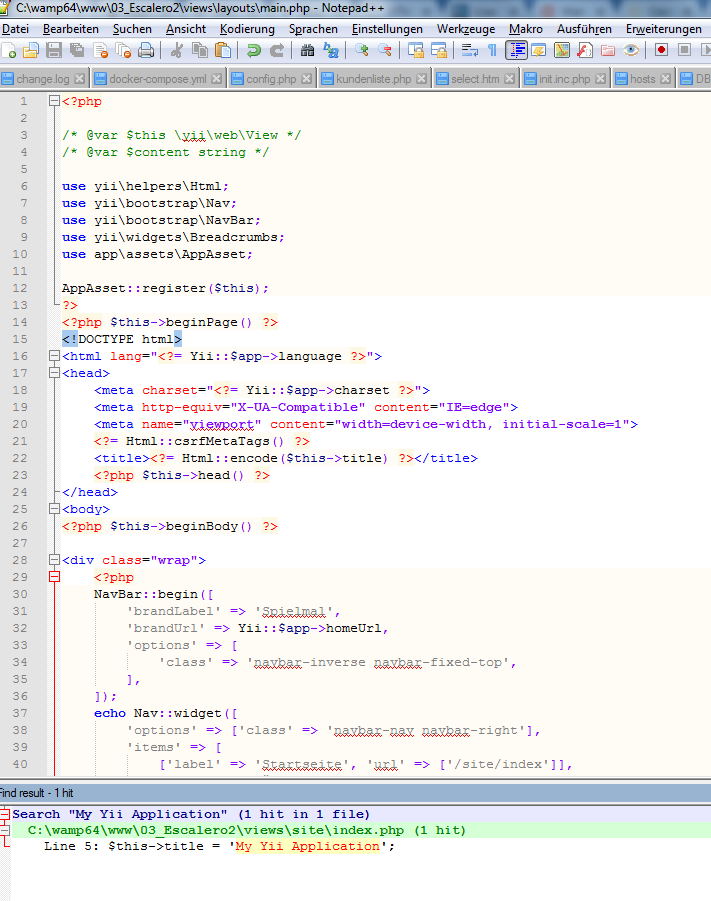 C:\wamp64\www\03_Escalero2\views\layouts\main.php - Notepad++
Datei Bearbeiten Suchen Ansicht Kodierung Sprachen Einstellungen Werkzeuge Makro Ausführen Erweiterungen
change.log docker-compose.yml config.php kundenliste.php select.htm init.inc.php hosts DB
1 <?php
2
3 /* @var $this \yii\web\View */
4 /* @var $content string */
5
6 use yii\helpers\Html;
7 use yii\bootstrap\Nav;
8 use yii\bootstrap\NavBar;
9 use yii\widgets\Breadcrumbs;
10 use app\assets\AppAsset;
11
12 AppAsset::register($this);
13 ?>
14 <?php $this->beginPage() ?>
15 <!DOCTYPE html>
16 <html lang="<?= Yii::$app->language ?>">
17 <head>
18 <meta charset="<?= Yii::$app->charset ?>">
19 <meta http-equiv="X-UA-Compatible" content="IE=edge">
20 <meta name="viewport" content="width=device-width, initial-scale=1">
21 <?= Html::csrfMetaTags() ?>
22 <title><?= Html::encode($this->title) ?></title>
23 <?php $this->head() ?>
24 </head>
25 <body>
26 <?php $this->beginBody() ?>
27
28 <div class="wrap">
29 <?php
30 NavBar::begin([
31 'brandLabel' => 'Spielmal',
32 'brandUrl' => Yii::$app->homeUrl,
33 'options' => [
34 'class' => 'navbar-inverse navbar-fixed-top',
35 ],
36 ]);
37 echo Nav::widget([
38 'options' => ['class' => 'navbar-nav navbar-right'],
39 'items' => [
40 ['label' => 'Startseite', 'url' => ['/site/index']],
Find result - 1 hit
Search "My Yii Application" (1 hit in 1 file)
C:\wamp64\www\03_Escalero2\views\site\index.php (1 hit)
Line 5: $this->title = 'My Yii Application';